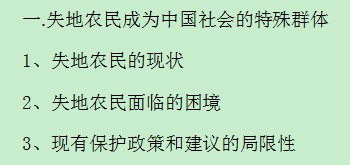 一.失地农民成为中国社会的特殊群体
1、失地农民的现状
2、失地农民面临的困境
3、现有保护政策和建议的局限性